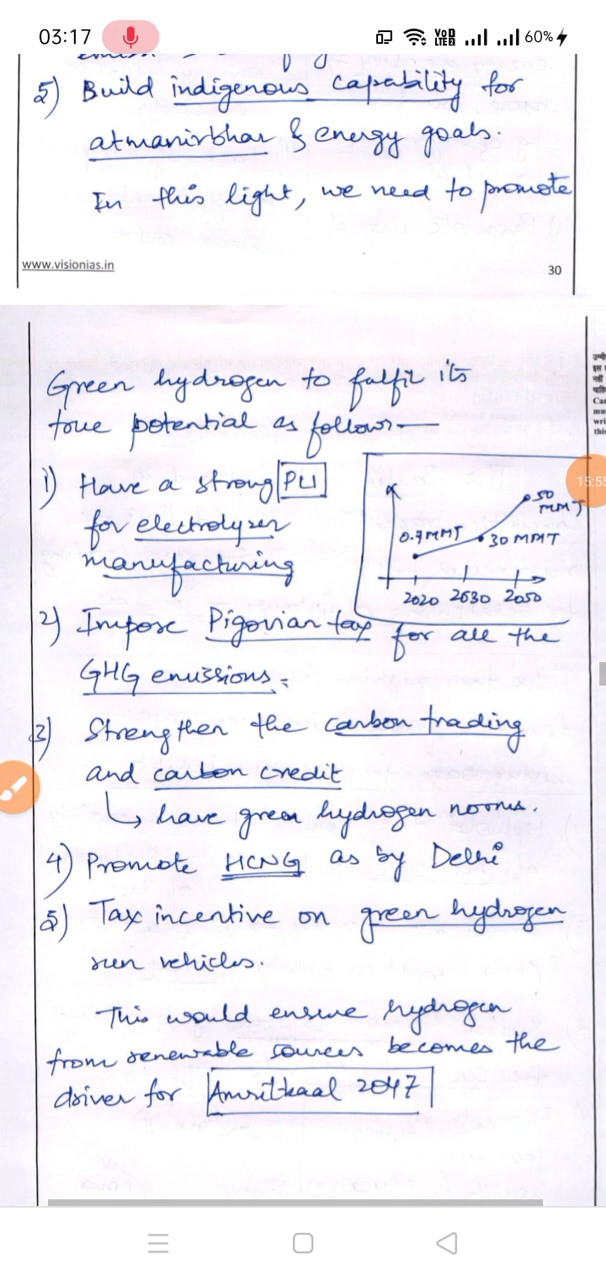 03:17
60%
5) Build indigenous capability for
atmanirbhar & energy goals.
In this light, we need to promote
www.visionias.in
30
Green hydrogen to fulfil its
true potential as follows-
1) Have a strong PLI
for electrolyzer
manufacturing
0.7 MMT
30 MMT
50 MMT
2020 2030 2050
15:55
2) Impose Pigovian tax for all the
GHG emissions.
3) Strengthen the carbon trading
and carbon credit
↳ have green hydrogen norms.
4) Promote HCNG as by Delhi
5) Tax incentive on green hydrogen
run vehicles.
This would ensure hydrogen
from renewable sources becomes the
driver for Amritkaal 2047